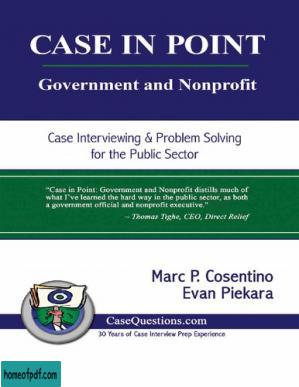 CASE IN POINT
Government and Nonprofit
Case Interviewing & Problem Solving
for the Public Sector
"Case in Point: Government and Nonprofit distills much of
what I've learned the hard way in the public sector, as both
a government official and nonprofit executive."
– Thomas Tighe, CEO, Direct Relief
Marc P. Cosentino
Evan Piekara
CaseQuestions.com
30 Years of Case Interview Prep Experience
homeofpdf.com